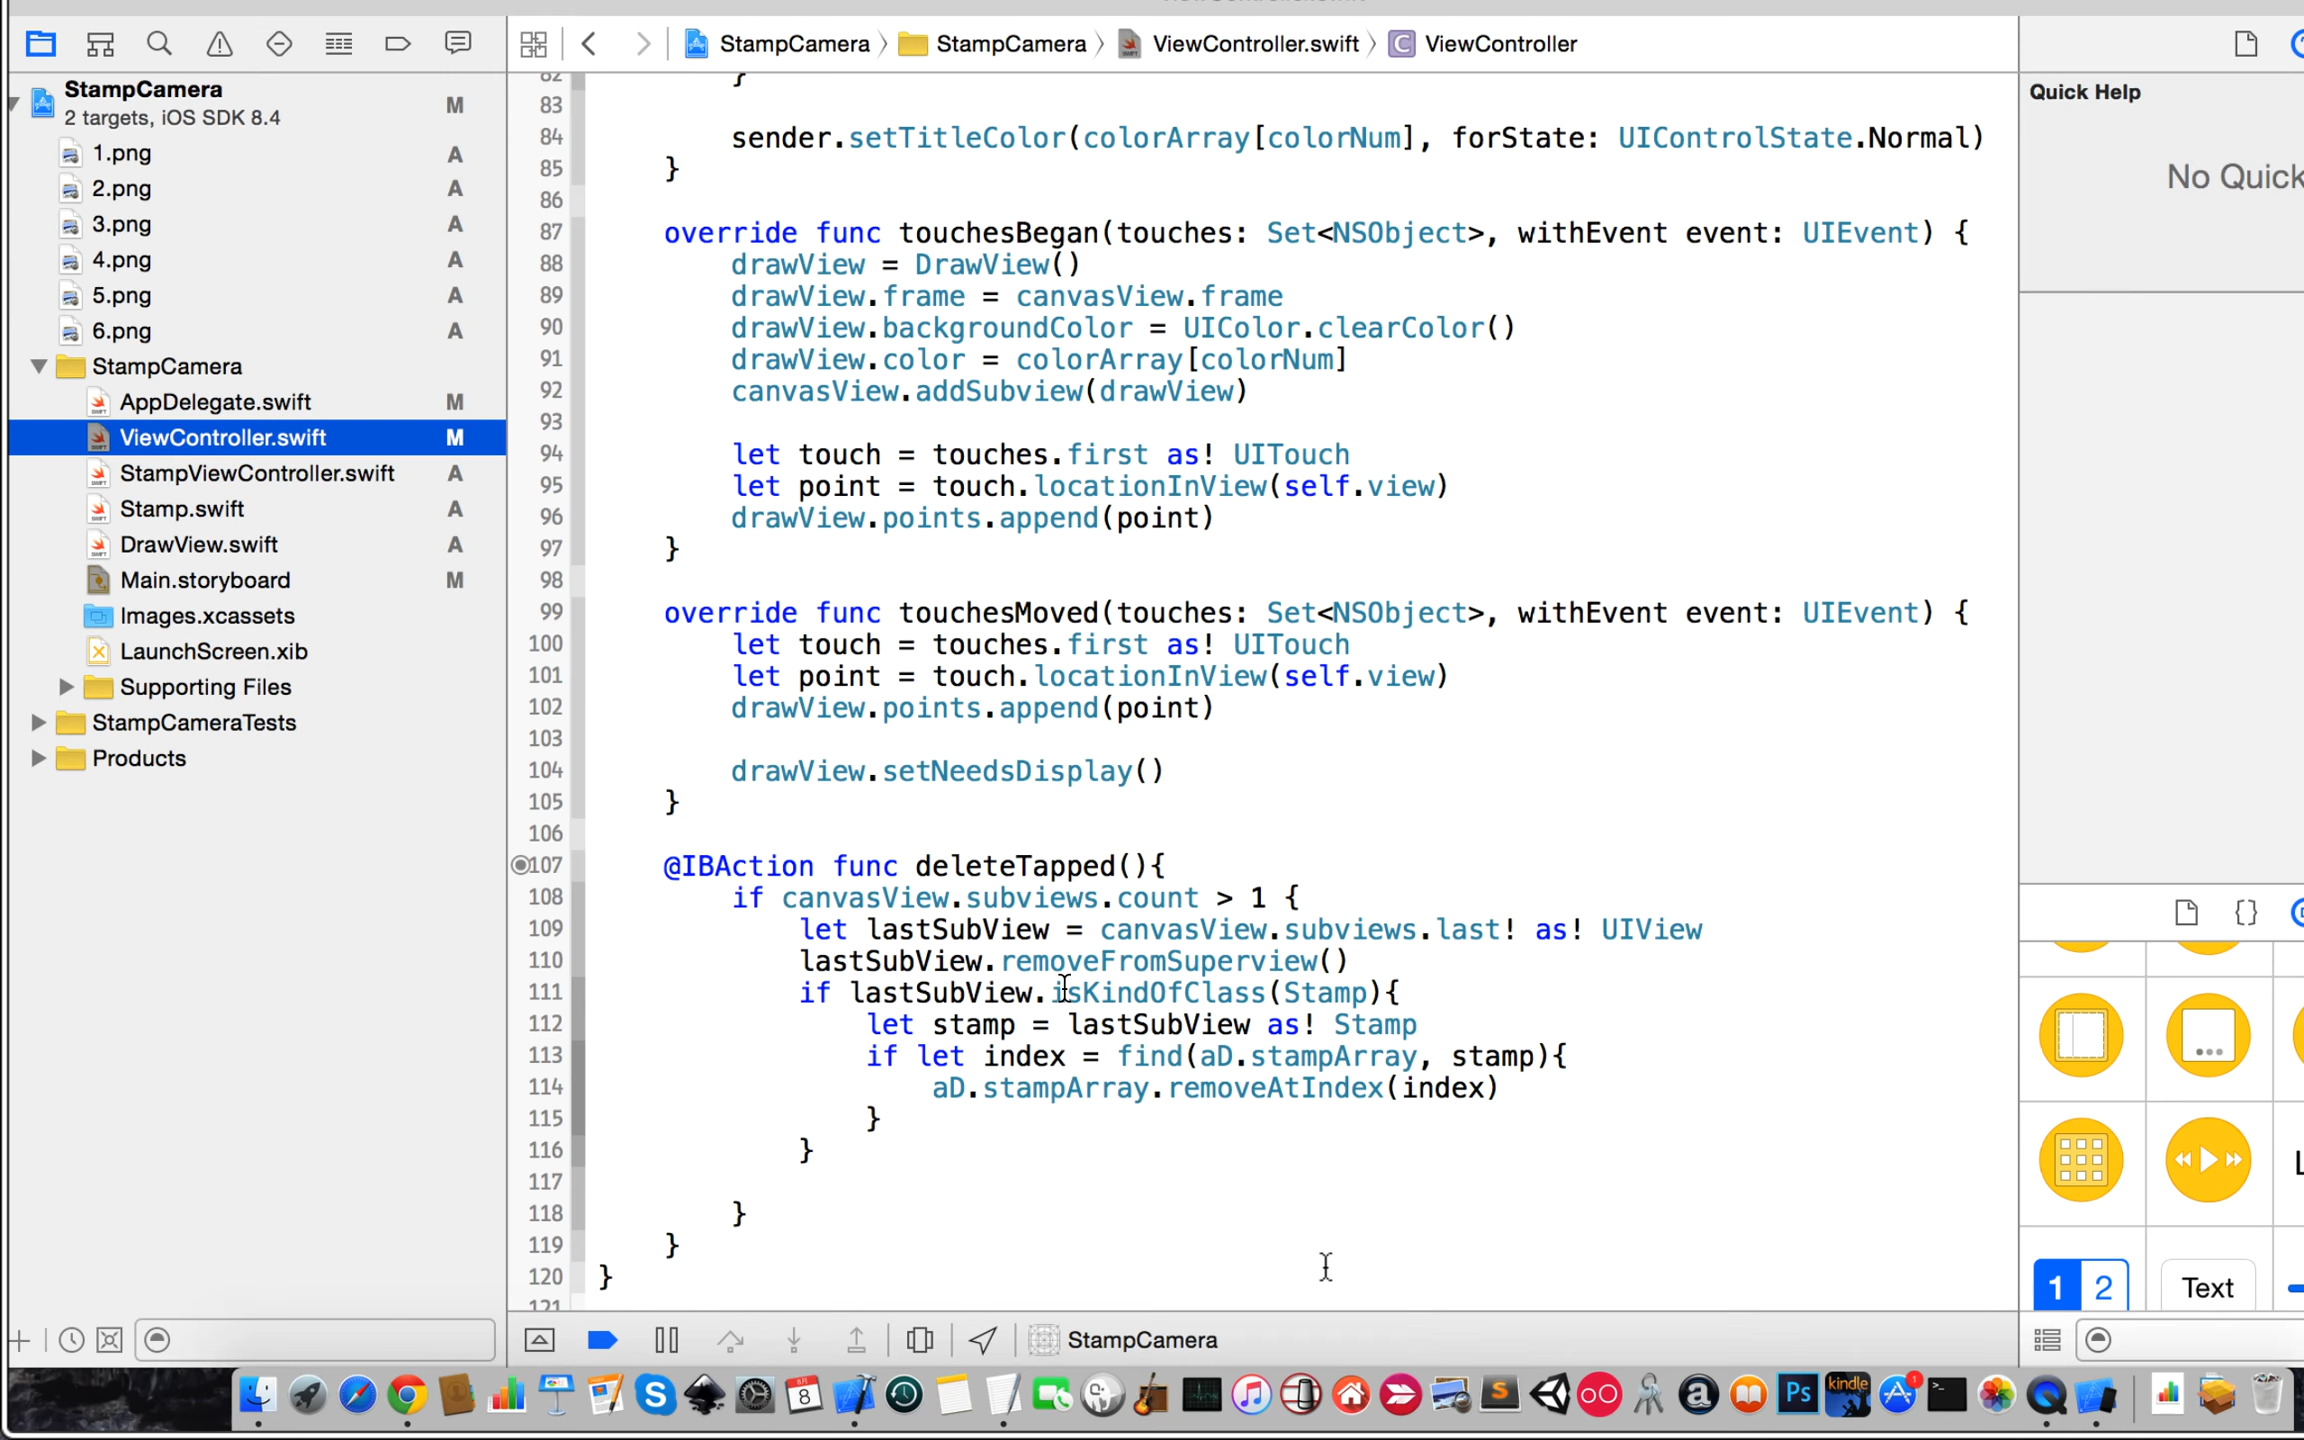 StampCamera
2 targets, iOS SDK 8.4
M
1.png A
2.png A
3.png A
4.png A
5.png A
6.png A
StampCamera
AppDelegate.swift M
ViewController.swift M
StampViewController.swift A
Stamp.swift A
DrawView.swift A
Main.storyboard M
Images.xcassets
LaunchScreen.xib
Supporting Files
StampCameraTests
Products
StampCamera StampCamera ViewController.swift C ViewController
82 }
83
84 sender.setTitleColor(colorArray[colorNum], forState: UIControlState.Normal)
85 }
86
87 override func touchesBegan(touches: Set<NSObject>, withEvent event: UIEvent) {
88 drawView = DrawView()
89 drawView.frame = canvasView.frame
90 drawView.backgroundColor = UIColor.clearColor()
91 drawView.color = colorArray[colorNum]
92 canvasView.addSubview(drawView)
93
94 let touch = touches.first as! UITouch
95 let point = touch.locationInView(self.view)
96 drawView.points.append(point)
97 }
98
99 override func touchesMoved(touches: Set<NSObject>, withEvent event: UIEvent) {
100 let touch = touches.first as! UITouch
101 let point = touch.locationInView(self.view)
102 drawView.points.append(point)
103
104 drawView.setNeedsDisplay()
105 }
106
107 @IBAction func deleteTapped(){
108 if canvasView.subviews.count > 1 {
109 let lastSubView = canvasView.subviews.last! as! UIView
110 lastSubView.removeFromSuperview()
111 if lastSubView.isKindOfClass(Stamp){
112 let stamp = lastSubView as! Stamp
113 if let index = find(aD.stampArray, stamp){
114 aD.stampArray.removeAtIndex(index)
115 }
116 }
117
118 }
119 }
120 }
121
StampCamera
Quick Help
No Quick
{}
1 2 Text
8
S
Ps
kindle
1